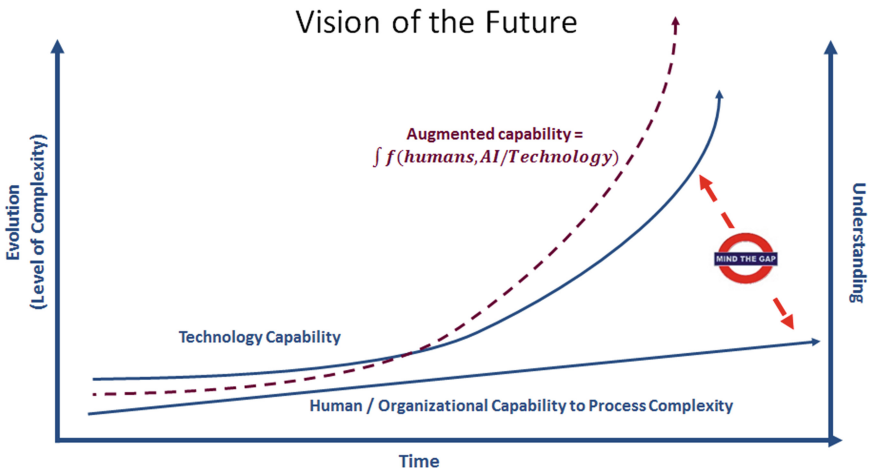 Vision of the Future
Evolution
(Level of Complexity)
Augmented capability =
∫ f(humans, AI/Technology)
Understanding
MIND THE GAP
Technology Capability
Human / Organizational Capability to Process Complexity
Time